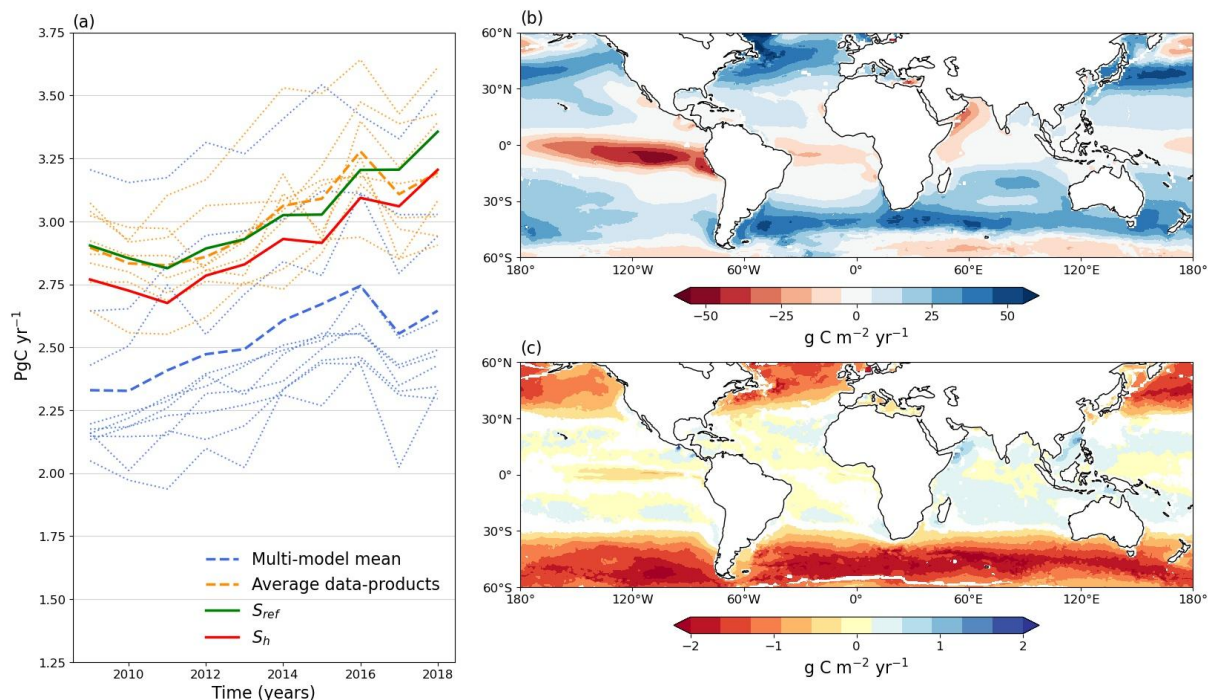 (a)
3.75
3.50
3.25
3.00
2.75
2.50
2.25
2.00
1.75
1.50
1.25
PgC yr⁻¹
Multi-model mean
Average data-products
S_ref
S_h
2010 2012 2014 2016 2018
Time (years)
(b)
60°N
30°N
0°
30°S
60°S
180° 120°W 60°W 0° 60°E 120°E 180°
−50 −25 0 25 50
g C m⁻² yr⁻¹
(c)
60°N
30°N
0°
30°S
60°S
180° 120°W 60°W 0° 60°E 120°E 180°
−2 −1 0 1 2
g C m⁻² yr⁻¹